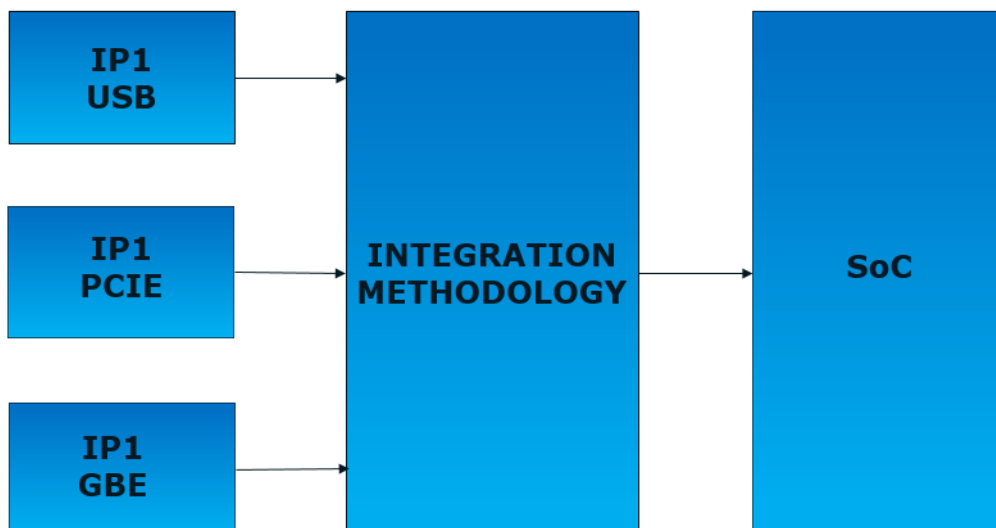 IP1
USB
IP1
PCIE
IP1
GBE
INTEGRATION
METHODOLOGY
SoC